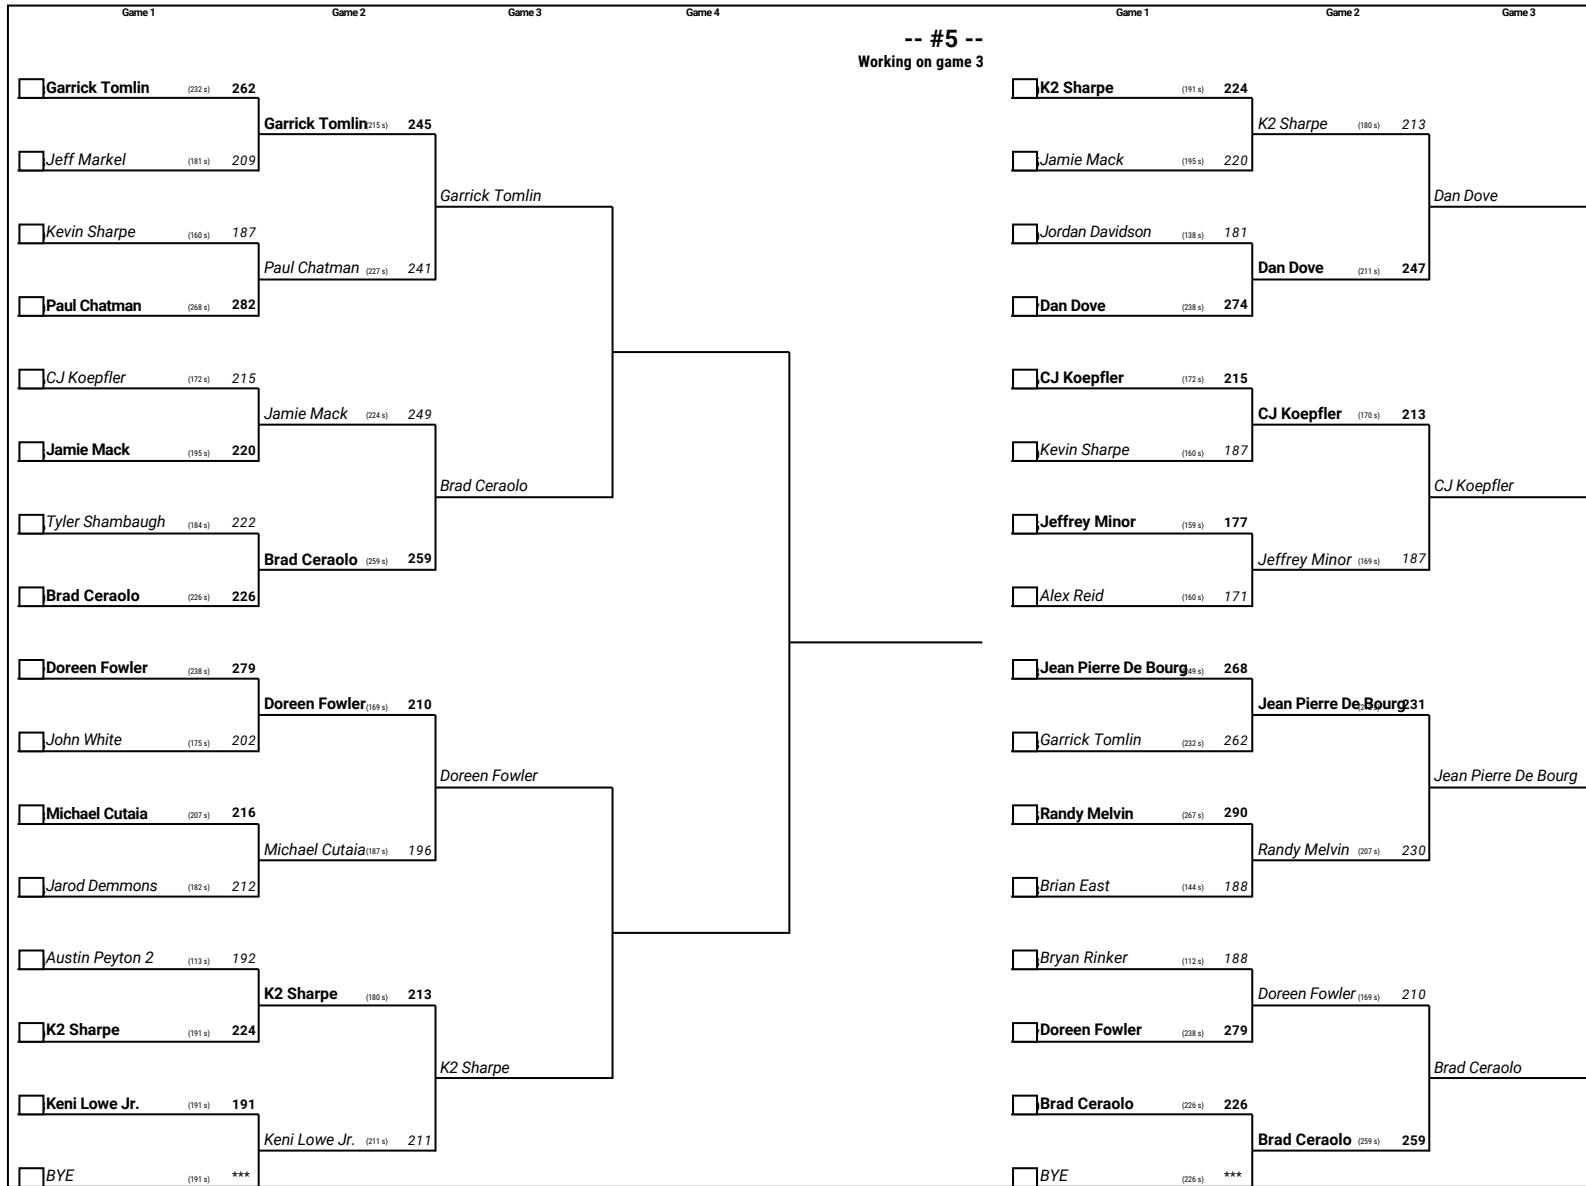 Game 1 Game 2 Game 3 Game 4 Game 1 Game 2 Game 3
-- #5 --
Working on game 3
Garrick Tomlin (232 s) 262
Garrick Tomlin (215 s) 245
Jeff Markel (181 s) 209
Garrick Tomlin
Kevin Sharpe (160 s) 187
Paul Chatman (227 s) 241
Paul Chatman (268 s) 282
CJ Koepfler (172 s) 215
Jamie Mack (224 s) 249
Jamie Mack (195 s) 220
Brad Ceraolo
Tyler Shambaugh (184 s) 222
Brad Ceraolo (259 s) 259
Brad Ceraolo (226 s) 226
Doreen Fowler (238 s) 279
Doreen Fowler (169 s) 210
John White (175 s) 202
Doreen Fowler
Michael Cutaia (207 s) 216
Michael Cutaia (187 s) 196
Jarod Demmons (182 s) 212
Austin Peyton 2 (113 s) 192
K2 Sharpe (180 s) 213
K2 Sharpe (191 s) 224
K2 Sharpe
Keni Lowe Jr. (191 s) 191
Keni Lowe Jr. (211 s) 211
BYE (191 s) ***
K2 Sharpe (191 s) 224
K2 Sharpe (180 s) 213
Jamie Mack (195 s) 220
Dan Dove
Jordan Davidson (138 s) 181
Dan Dove (211 s) 247
Dan Dove (238 s) 274
CJ Koepfler (172 s) 215
CJ Koepfler (170 s) 213
Kevin Sharpe (160 s) 187
CJ Koepfler
Jeffrey Minor (159 s) 177
Jeffrey Minor (169 s) 187
Alex Reid (160 s) 171
Jean Pierre De Bourg 268
Jean Pierre De Bourg 231
Garrick Tomlin (232 s) 262
Jean Pierre De Bourg
Randy Melvin (267 s) 290
Randy Melvin (207 s) 230
Brian East (144 s) 188
Bryan Rinker (112 s) 188
Doreen Fowler (169 s) 210
Doreen Fowler (238 s) 279
Brad Ceraolo
Brad Ceraolo (226 s) 226
Brad Ceraolo (259 s) 259
BYE (226 s) ***